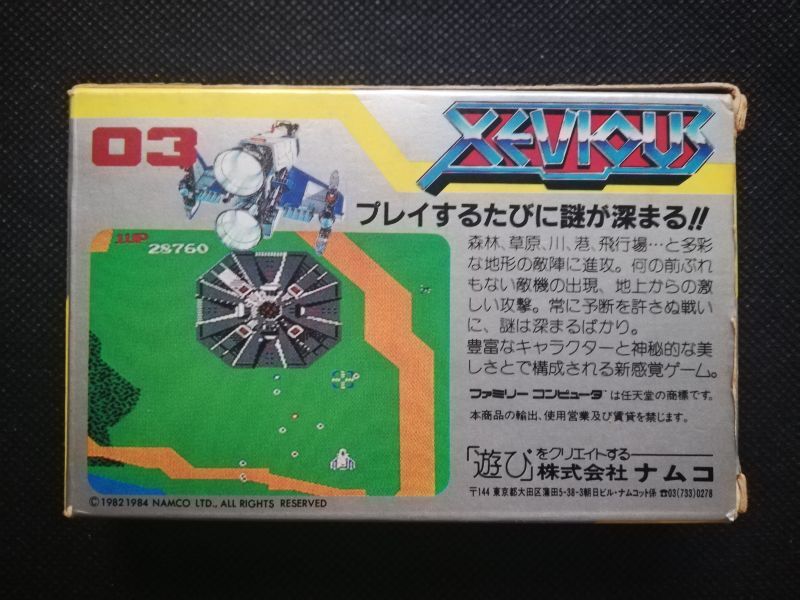 03
XEVIOUS
プレイするたびに謎が深まる!!
1UP
28760
森林、草原、川、港、飛行場…と多彩
な地形の敵陣に進攻。何の前ぶれ
もない敵機の出現、地上からの激
しい攻撃。常に予断を許さぬ戦い
に、謎は深まるばかり。
豊富なキャラクターと神秘的な美
しさとで構成される新感覚ゲーム。
ファミリーコンピュータ は任天堂の商標です。
本商品の輸出、使用営業及び賃貸を禁じます。
「遊び」をクリエイトする
株式会社 ナムコ
〒144 東京都大田区蒲田5-38-3朝日ビル・ナムコット係 ☎03(733)0278
©1982 1984 NAMCO LTD., ALL RIGHTS RESERVED